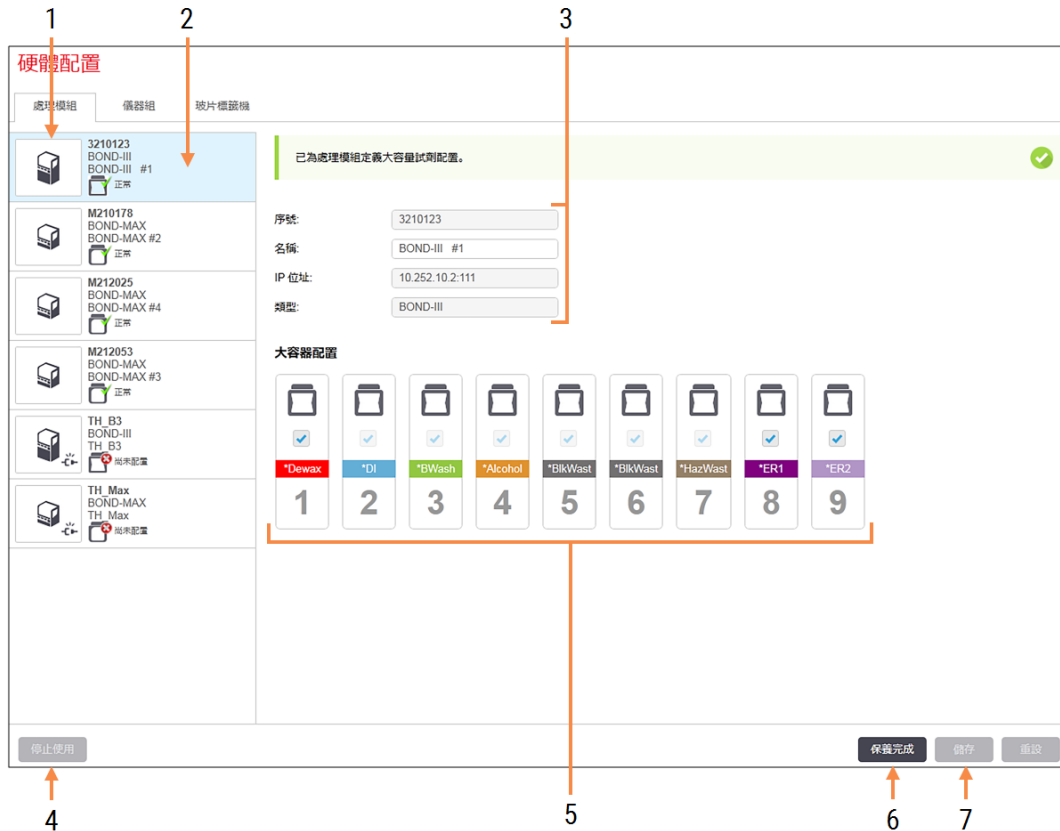 1 2 3
硬體配置
處理模組 儀器組 玻片標籤機
3210123
BOND-III
BOND-III #1
正常
M210178
BOND-MAX
BOND-MAX #2
正常
M212025
BOND-MAX
BOND-MAX #4
正常
M212053
BOND-MAX
BOND-MAX #3
正常
TH_B3
BOND-III
TH_B3
尚未配置
TH_Max
BOND-MAX
TH_Max
尚未配置
已為處理模組定義大容量試劑配置。
序號: 3210123
名稱: BOND-III #1
IP 位址: 10.252.10.2:111
類型: BOND-III
大容器配置
*Dewax *DI *BWash *Alcohol *BlkWast *BlkWast *HazWast *ER1 *ER2
1 2 3 4 5 6 7 8 9
停止使用 保養完成 儲存 重設
4 5 6 7